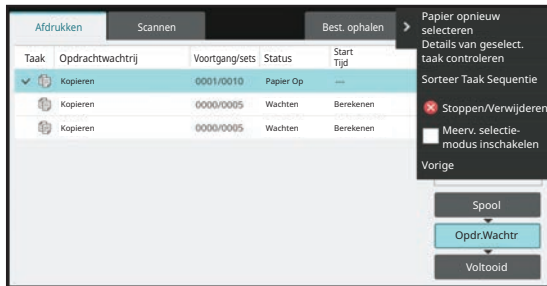 Afdrukken Scannen Best. ophalen
Taak Opdrachtwachtrij Voortgang/sets Status Start
Tijd
Kopieren 0001/0010 Papier Op ---
Kopieren 0000/0005 Wachten Berekenen
Kopieren 0000/0005 Wachten Berekenen
Papier opnieuw
selecteren
Details van geselect.
taak controleren
Sorteer Taak Sequentie
Stoppen/Verwijderen
Meerv. selectie-
modus inschakelen
Vorige
Spool
Opdr.Wachtr
Voltooid